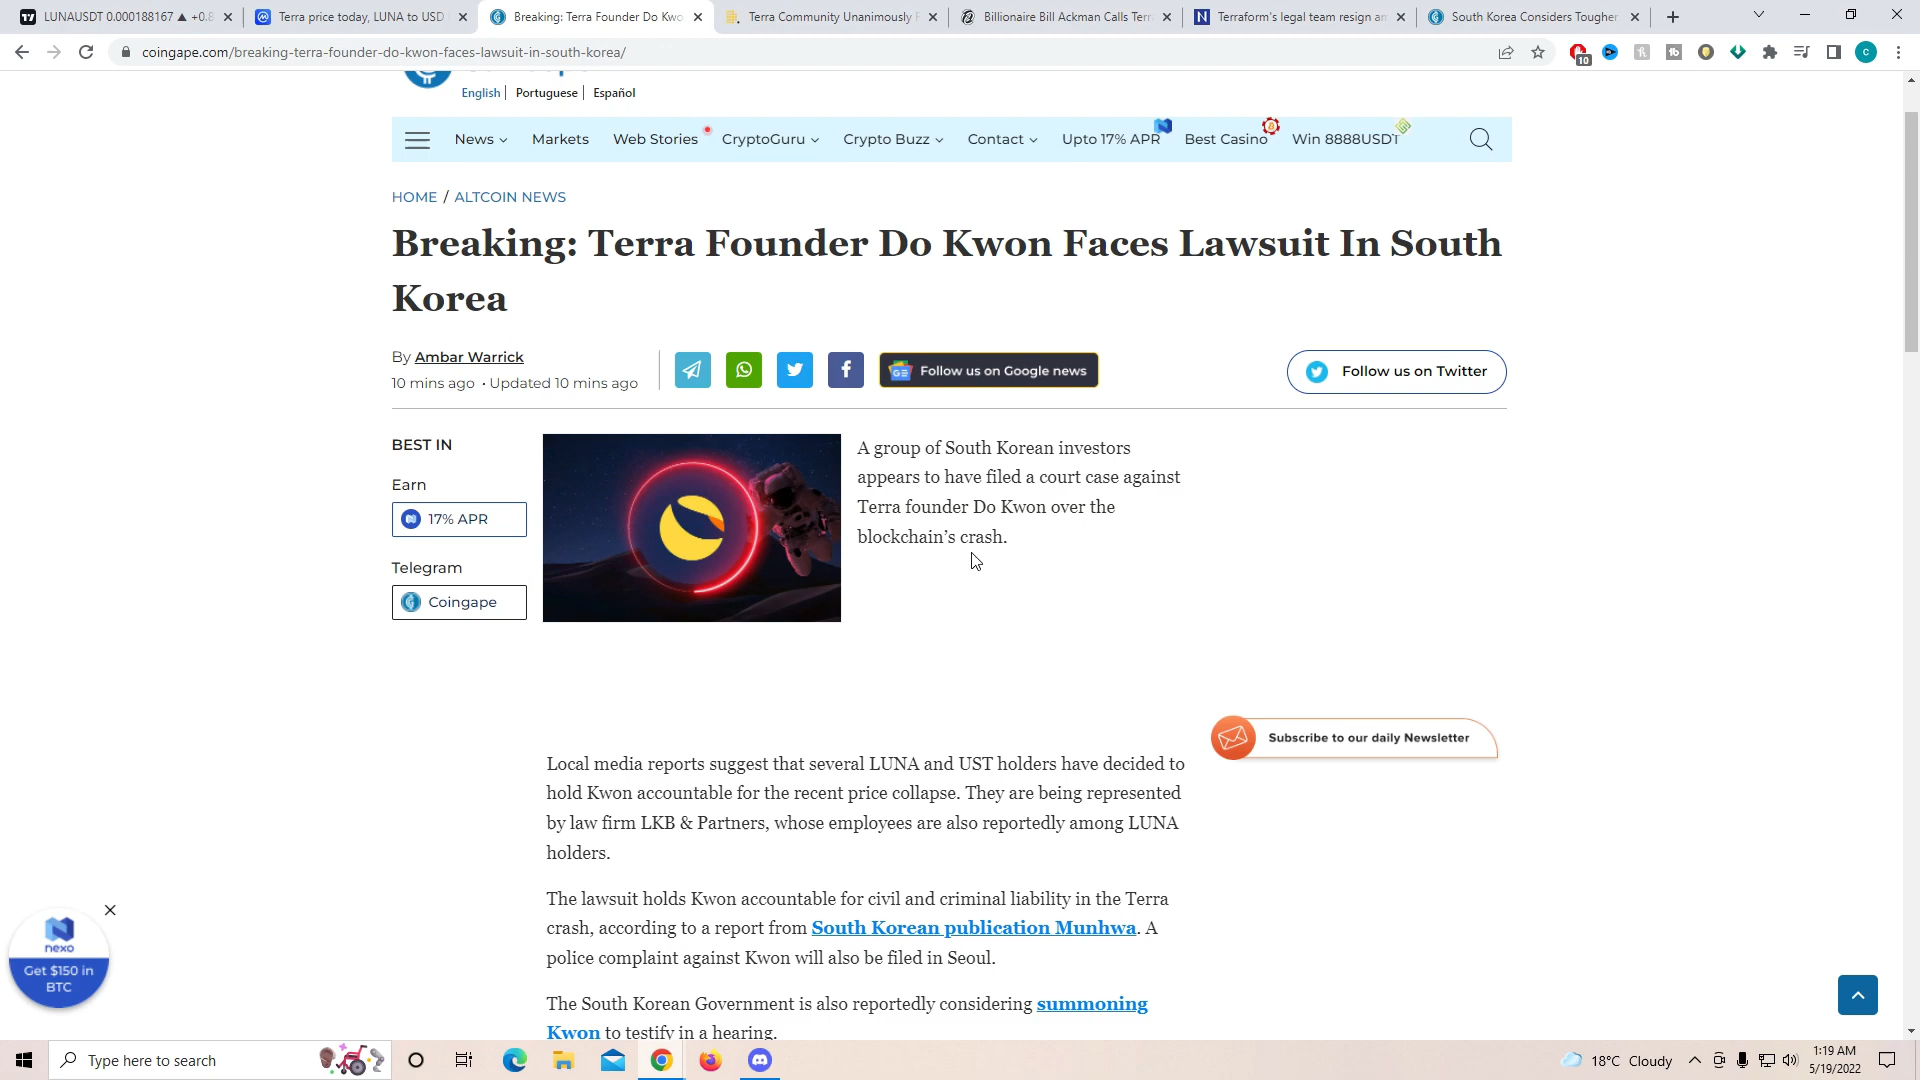 LUNAUSDT 0.000188167 ▲ +0.8
Terra price today, LUNA to USD
Breaking: Terra Founder Do Kwo
Terra Community Unanimously
Billionaire Bill Ackman Calls Terr
Terraform's legal team resign an
South Korea Considers Tougher
coingape.com/breaking-terra-founder-do-kwon-faces-lawsuit-in-south-korea/
10
English | Portuguese | Español
News Markets Web Stories CryptoGuru Crypto Buzz Contact Upto 17% APR Best Casino Win 8888USDT
HOME / ALTCOIN NEWS
Breaking: Terra Founder Do Kwon Faces Lawsuit In South
Korea
By Ambar Warrick
10 mins ago • Updated 10 mins ago
Follow us on Google news
Follow us on Twitter
BEST IN
Earn
17% APR
Telegram
Coingape
A group of South Korean investors
appears to have filed a court case against
Terra founder Do Kwon over the
blockchain’s crash.
Subscribe to our daily Newsletter
Local media reports suggest that several LUNA and UST holders have decided to
hold Kwon accountable for the recent price collapse. They are being represented
by law firm LKB & Partners, whose employees are also reportedly among LUNA
holders.
The lawsuit holds Kwon accountable for civil and criminal liability in the Terra
crash, according to a report from South Korean publication Munhwa. A
police complaint against Kwon will also be filed in Seoul.
The South Korean Government is also reportedly considering summoning
Kwon to testify in a hearing.
nexo
Get $150 in
BTC
Type here to search
18°C Cloudy
1:19 AM
5/19/2022